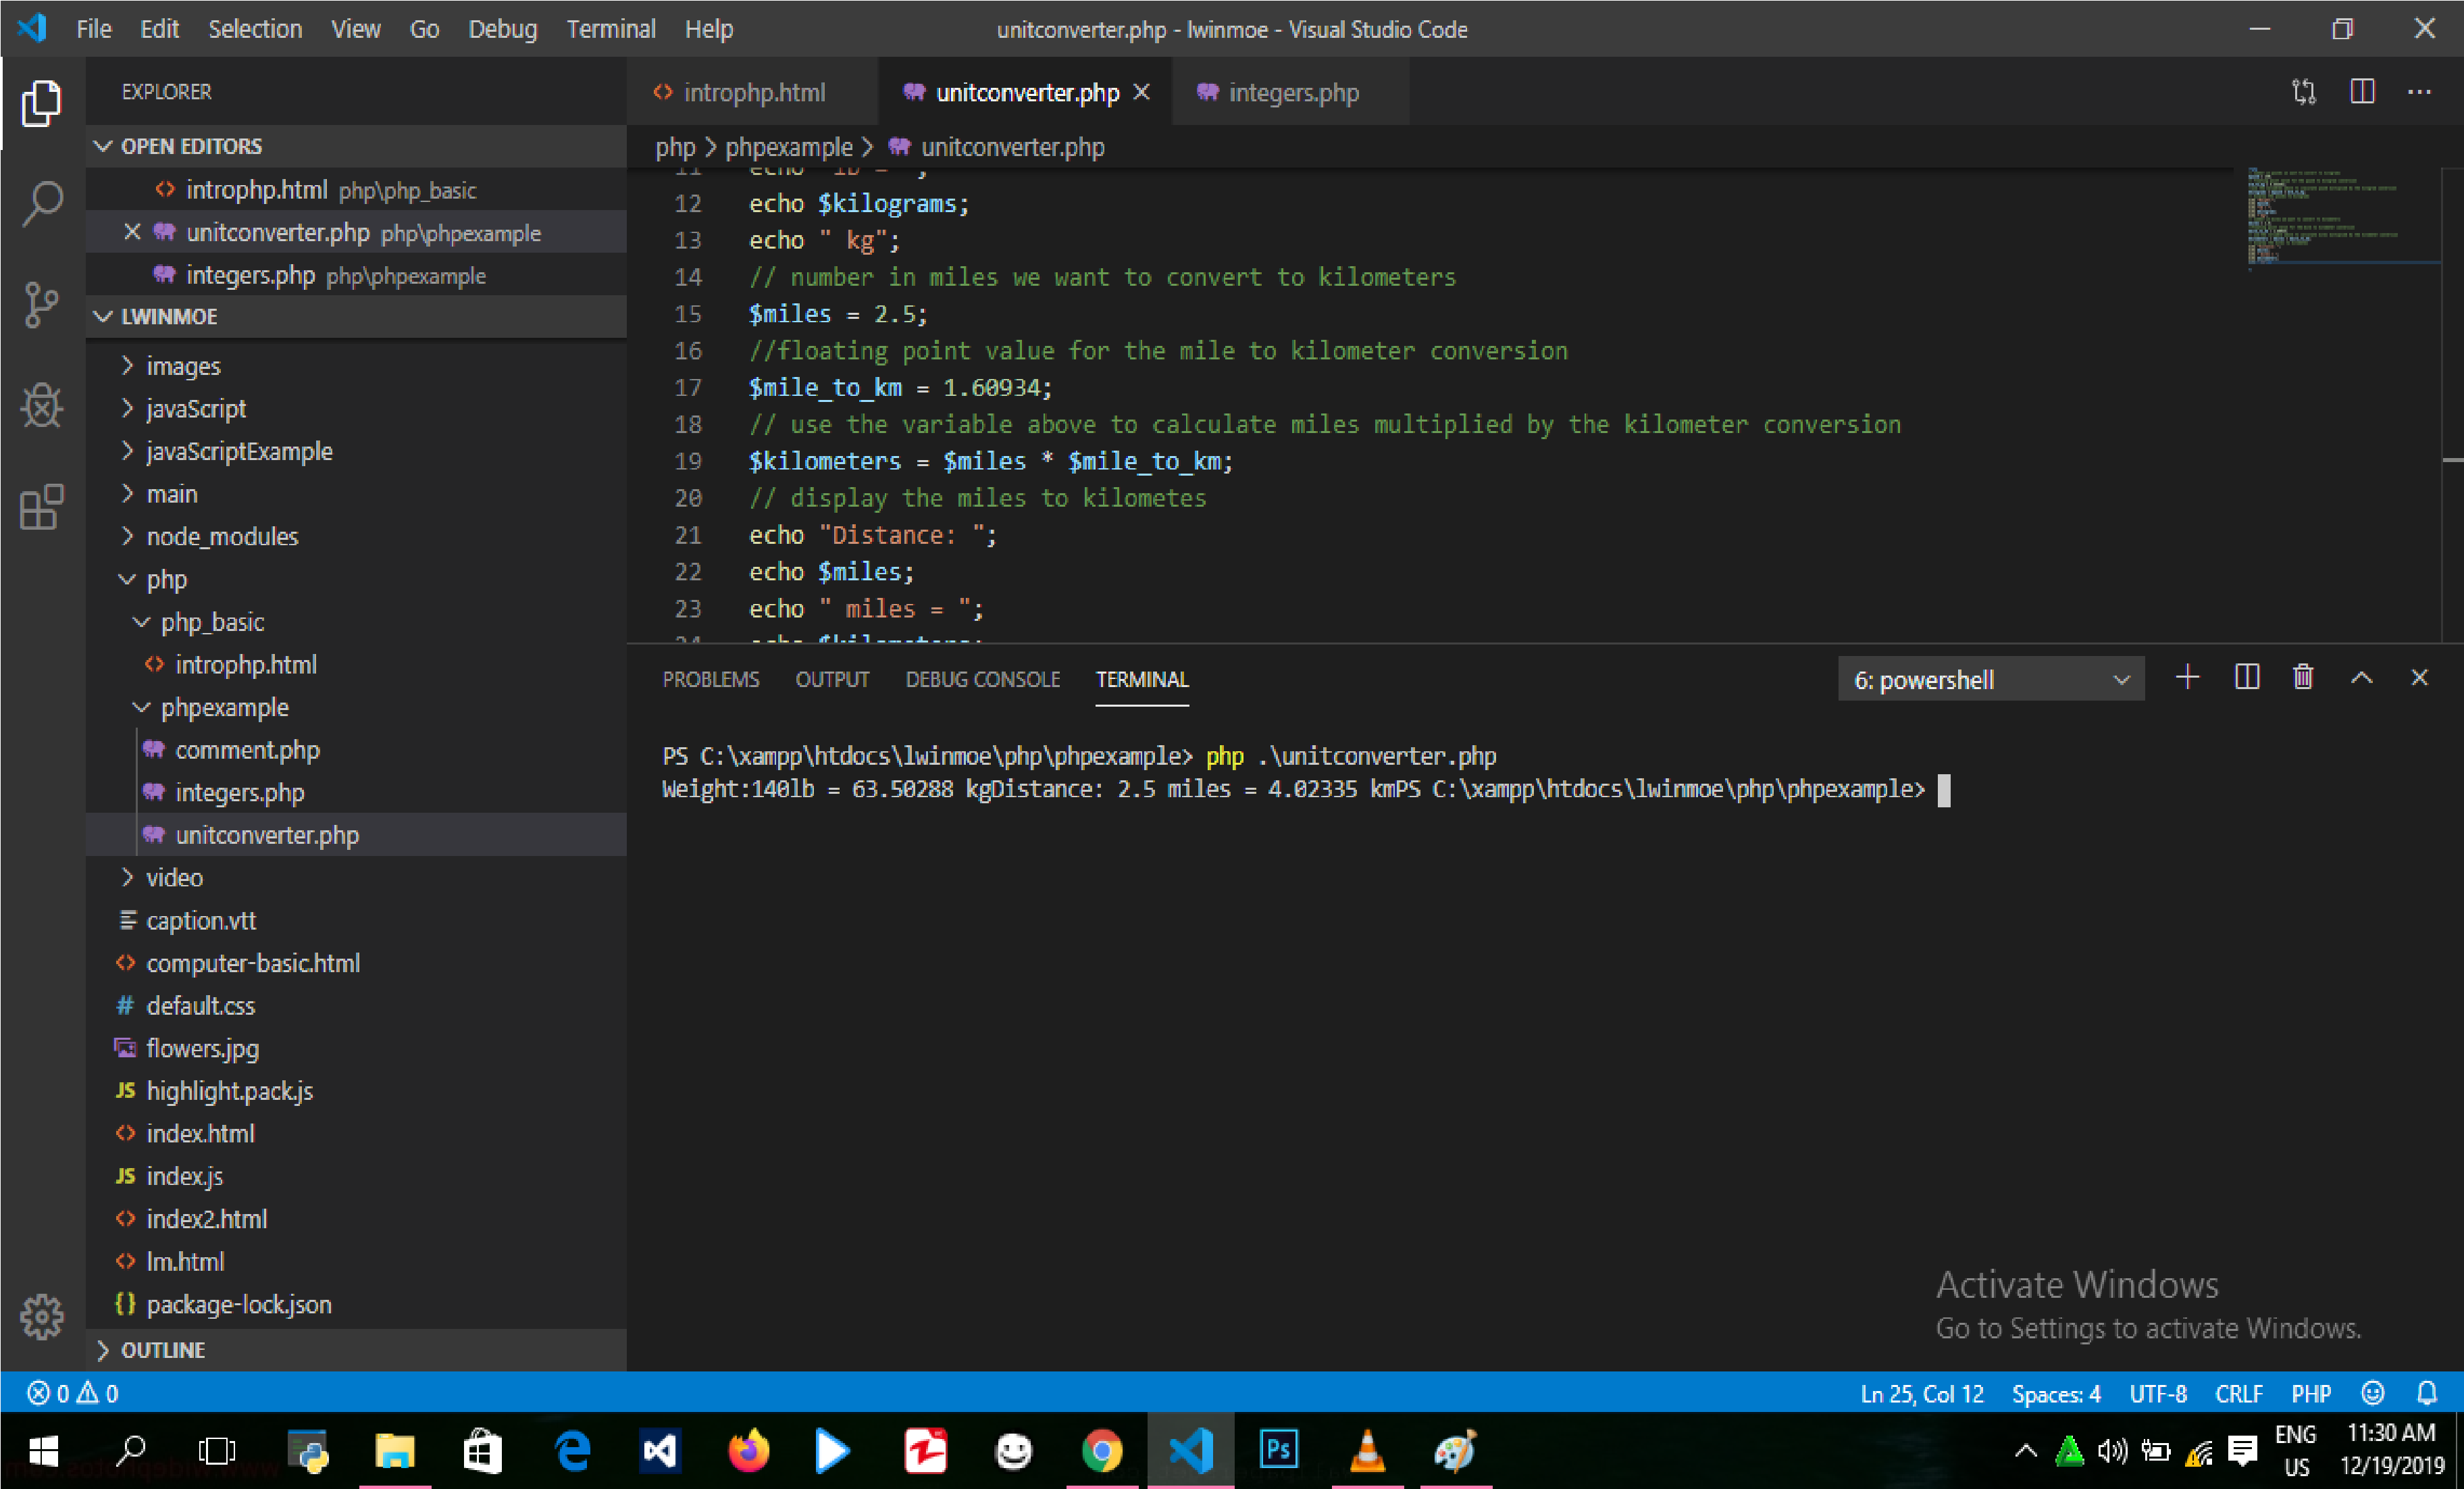 File Edit Selection View Go Debug Terminal Help
unitconverter.php - lwinmoe - Visual Studio Code
EXPLORER
OPEN EDITORS
introphp.html php\php_basic
unitconverter.php php\phpexample
integers.php php\phpexample
LWINMOE
images
javaScript
javaScriptExample
main
node_modules
php
php_basic
introphp.html
phpexample
comment.php
integers.php
unitconverter.php
video
caption.vtt
computer-basic.html
# default.css
flowers.jpg
JS highlight.pack.js
index.html
JS index.js
index2.html
lm.html
{} package-lock.json
OUTLINE
introphp.html unitconverter.php integers.php
php > phpexample > unitconverter.php
11 echo "lb = ";
12 echo $kilograms;
13 echo " kg";
14 // number in miles we want to convert to kilometers
15 $miles = 2.5;
16 //floating point value for the mile to kilometer conversion
17 $mile_to_km = 1.60934;
18 // use the variable above to calculate miles multiplied by the kilometer conversion
19 $kilometers = $miles * $mile_to_km;
20 // display the miles to kilometes
21 echo "Distance: ";
22 echo $miles;
23 echo " miles = ";
24 echo $kilometers;
PROBLEMS OUTPUT DEBUG CONSOLE TERMINAL
6: powershell
PS C:\xampp\htdocs\lwinmoe\php\phpexample> php .\unitconverter.php
Weight:140lb = 63.50288 kgDistance: 2.5 miles = 4.02335 kmPS C:\xampp\htdocs\lwinmoe\php\phpexample>
Activate Windows
Go to Settings to activate Windows.
0 0
Ln 25, Col 12 Spaces: 4 UTF-8 CRLF PHP
Ps
ENG
US
11:30 AM
12/19/2019